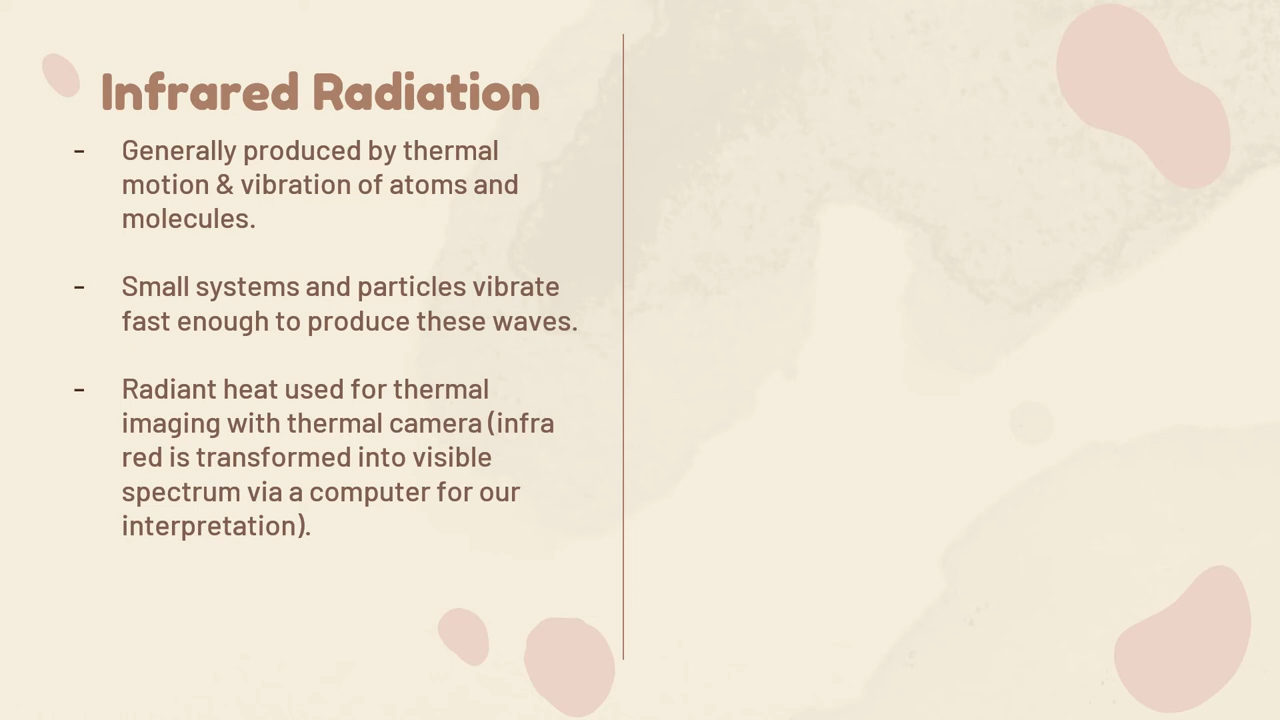 Infrared Radiation
- Generally produced by thermal
motion & vibration of atoms and
molecules.
- Small systems and particles vibrate
fast enough to produce these waves.
- Radiant heat used for thermal
imaging with thermal camera (infra
red is transformed into visible
spectrum via a computer for our
interpretation).